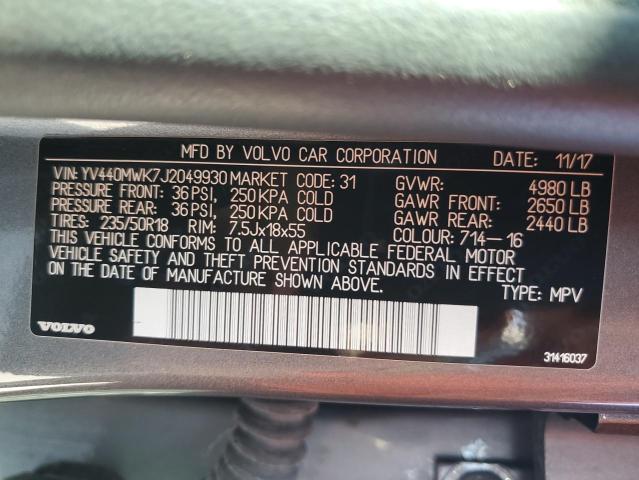 MFD BY VOLVO CAR CORPORATION DATE: 11/17
VIN: YV440MWK7J2049930 MARKET CODE: 31 GVWR: 4980 LB
PRESSURE FRONT: 36 PSI, 250 KPA COLD GAWR FRONT: 2650 LB
PRESSURE REAR: 36 PSI, 250 KPA COLD GAWR REAR: 2440 LB
TIRES: 235/50R18 RIM: 7.5Jx18x55 COLOUR: 714-16
THIS VEHICLE CONFORMS TO ALL APPLICABLE FEDERAL MOTOR
VEHICLE SAFETY AND THEFT PREVENTION STANDARDS IN EFFECT
ON THE DATE OF MANUFACTURE SHOWN ABOVE. TYPE: MPV
VOLVO 31416037